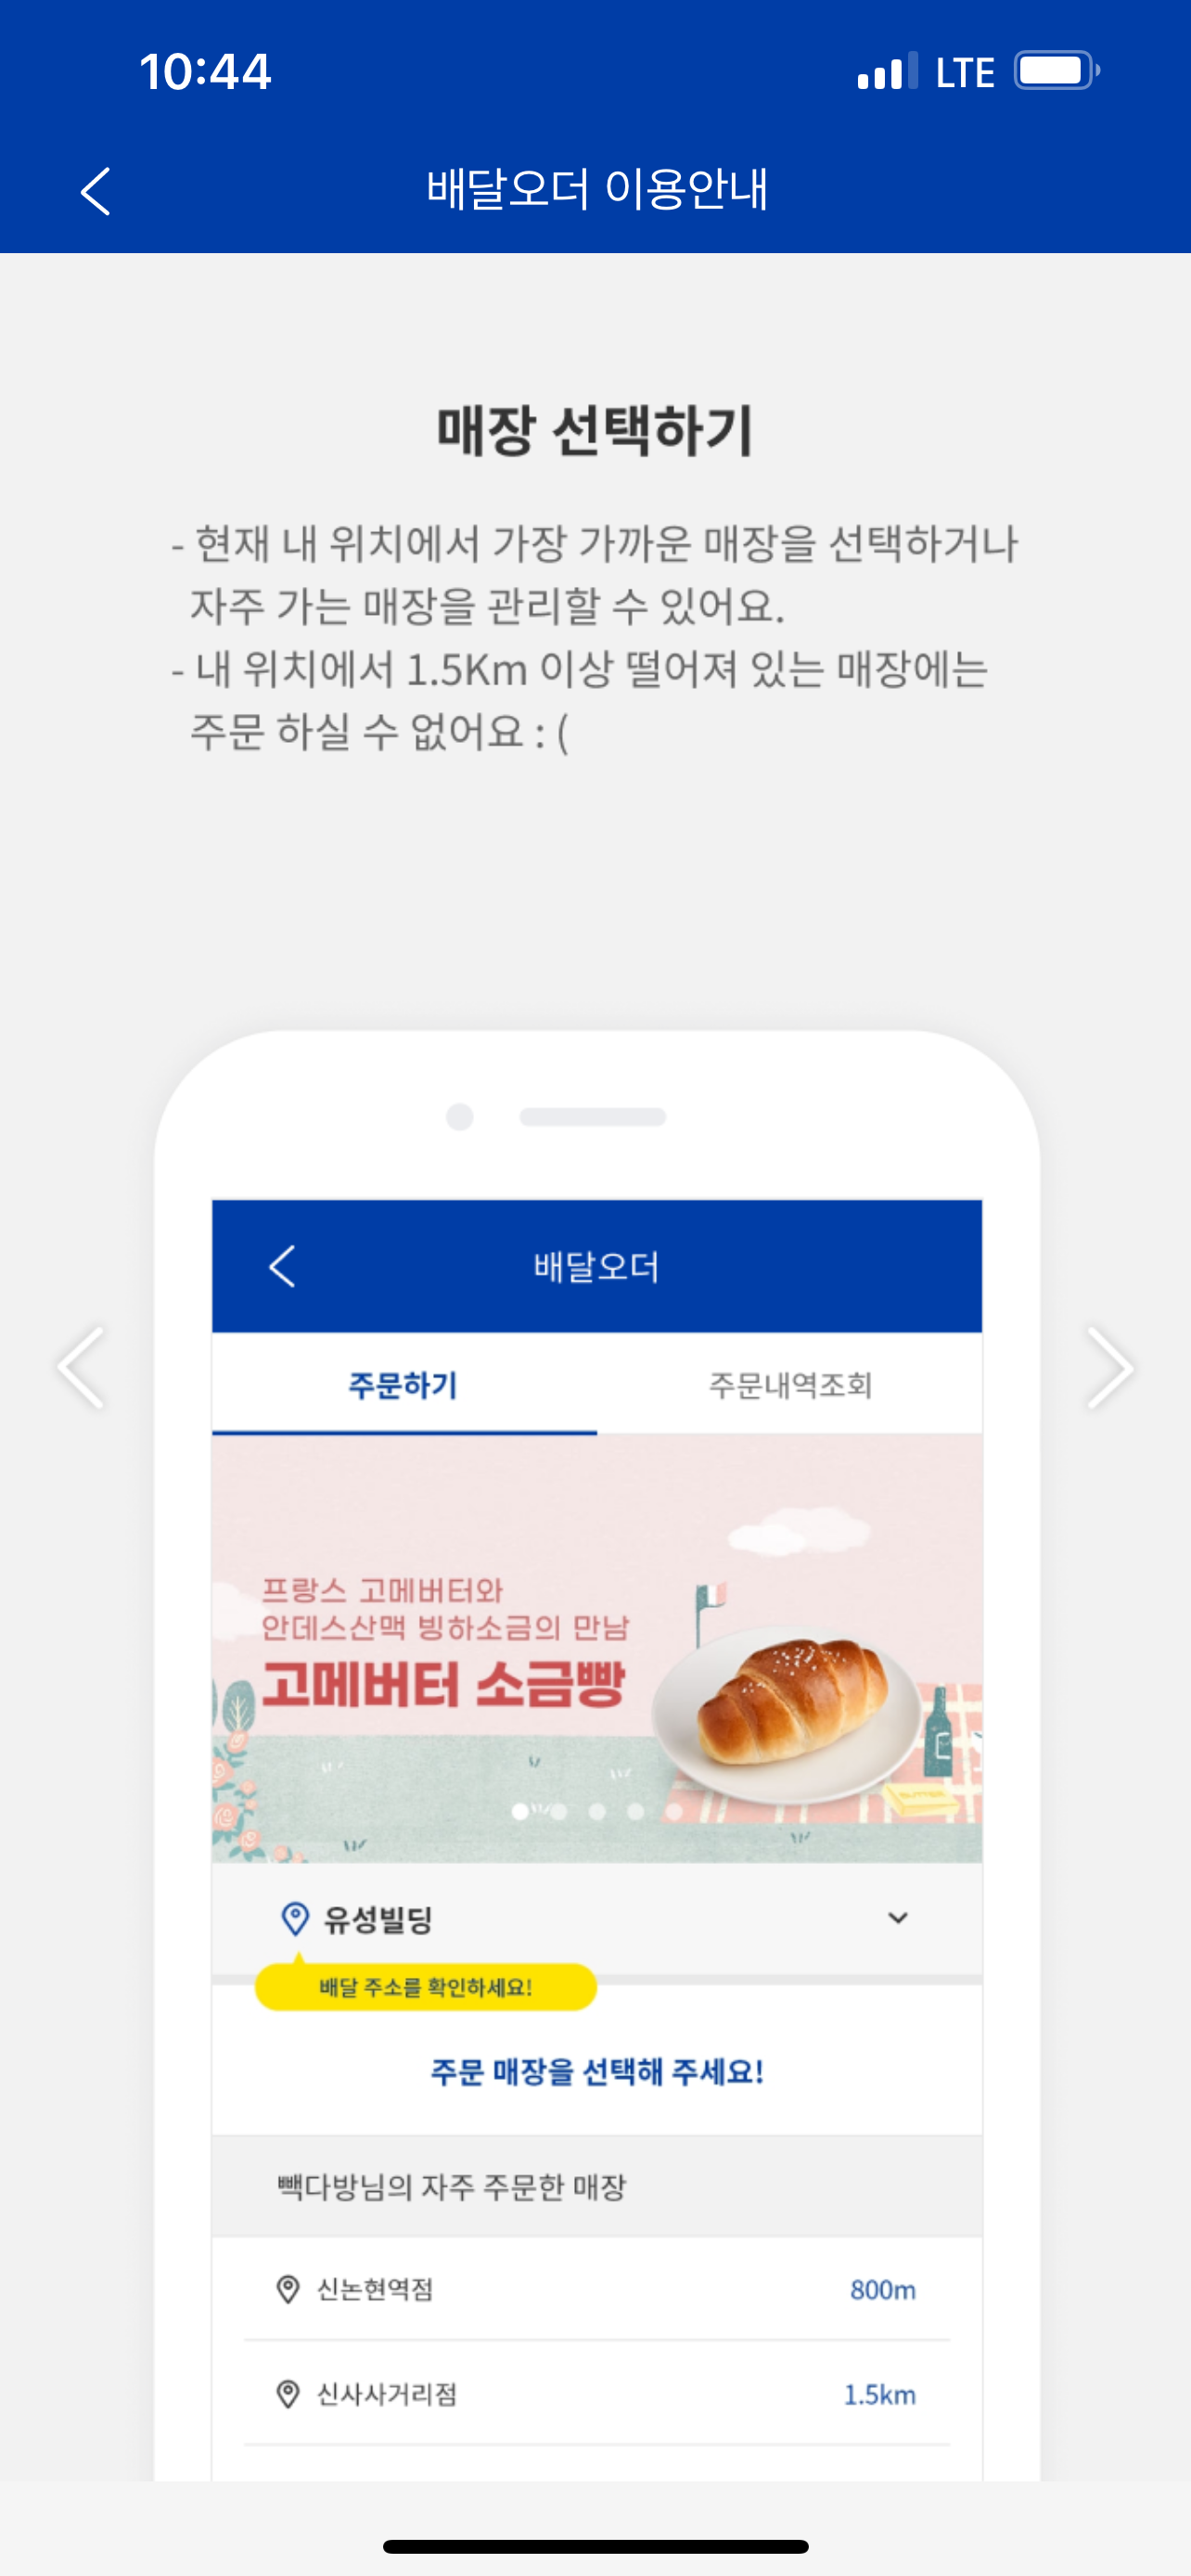 10:44
LTE
배달오더 이용안내
매장 선택하기
- 현재 내 위치에서 가장 가까운 매장을 선택하거나
자주 가는 매장을 관리할 수 있어요.
- 내 위치에서 1.5Km 이상 떨어져 있는 매장에는
주문 하실 수 없어요 : (
배달오더
주문하기
주문내역조회
프랑스 고메버터와
안데스산맥 빙하소금의 만남
고메버터 소금빵
유성빌딩
배달 주소를 확인하세요!
주문 매장을 선택해 주세요!
빽다방님의 자주 주문한 매장
신논현역점
800m
신사사거리점
1.5km